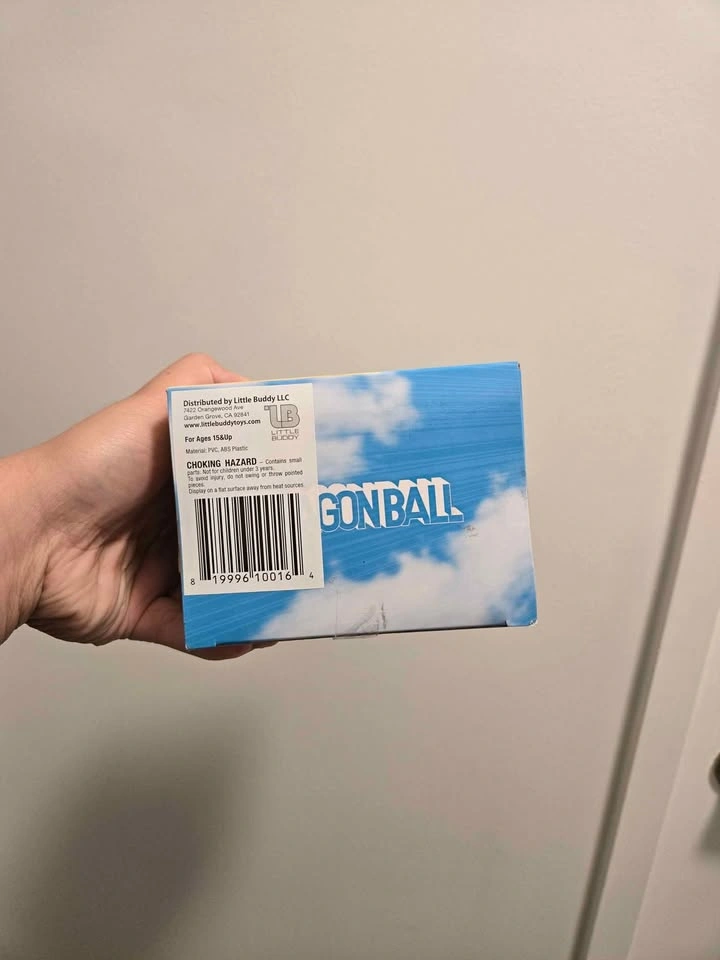 Distributed by Little Buddy LLC
7422 Orangewood Ave
Garden Grove, CA 92841
www.littlebuddytoys.com
LB
LITTLE
BUDDY
For Ages 15&Up
Material: PVC, ABS Plastic
CHOKING HAZARD – Contains small
parts. Not for children under 3 years.
To avoid injury, do not swing or throw pointed
pieces.
Display on a flat surface away from heat sources.
GONBALL
8 19996 10016 4